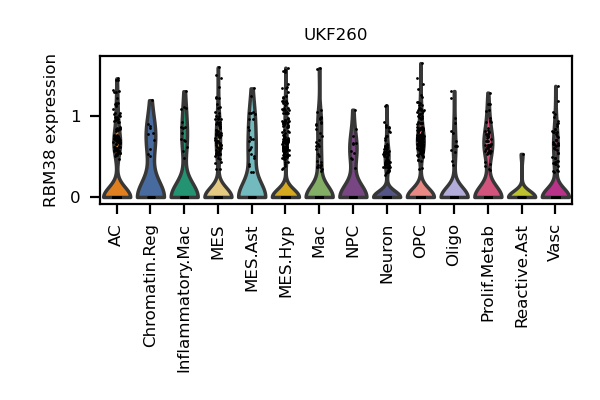 UKF260
RBM38 expression
1
0
AC
Chromatin.Reg
Inflammatory.Mac
MES
MES.Ast
MES.Hyp
Mac
NPC
Neuron
OPC
Oligo
Prolif.Metab
Reactive.Ast
Vasc